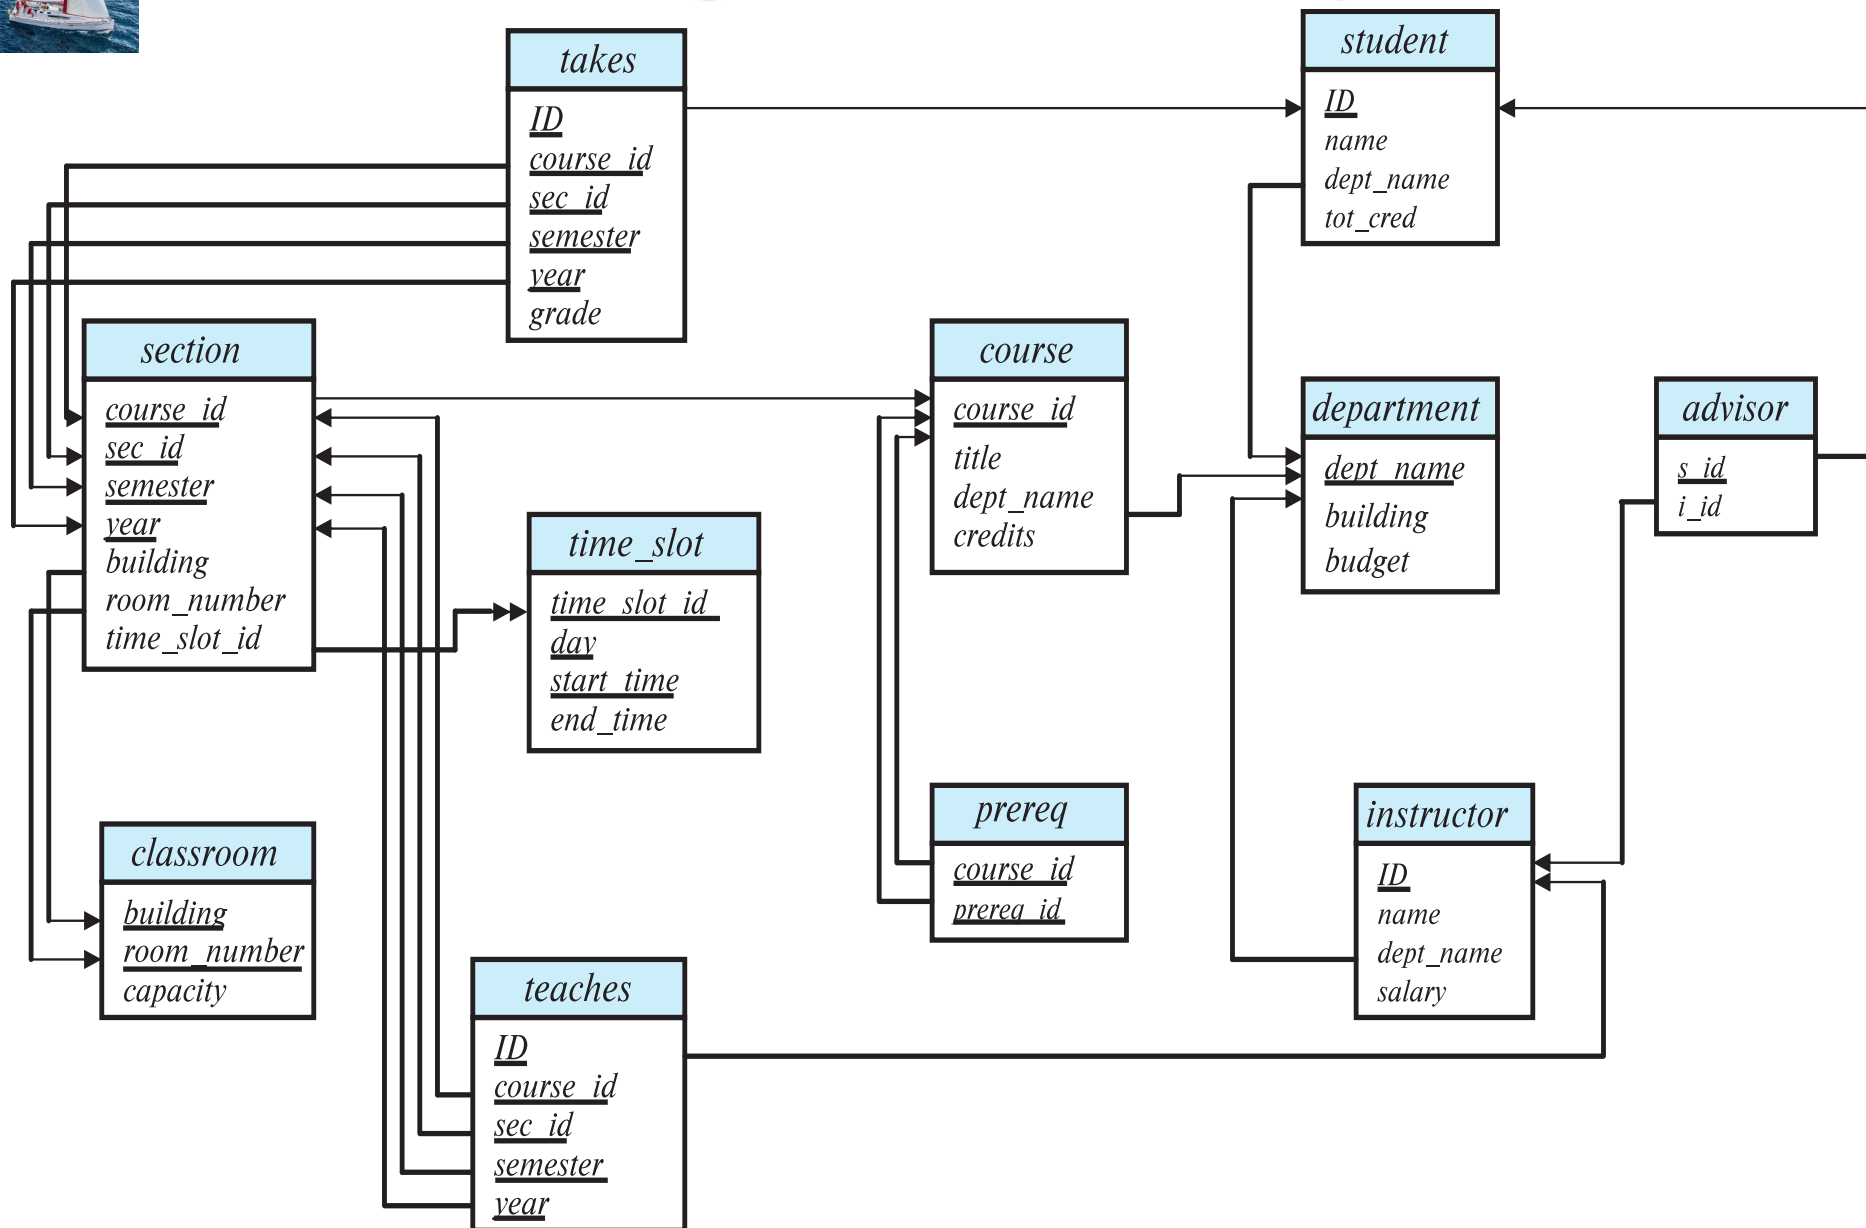 takes
ID
course_id
sec_id
semester
year
grade
student
ID
name
dept_name
tot_cred
section
course_id
sec_id
semester
year
building
room_number
time_slot_id
course
course_id
title
dept_name
credits
department
dept_name
building
budget
advisor
s_id
i_id
time_slot
time_slot_id
day
start_time
end_time
prereq
course_id
prereq_id
instructor
ID
name
dept_name
salary
classroom
building
room_number
capacity
teaches
ID
course_id
sec_id
semester
year